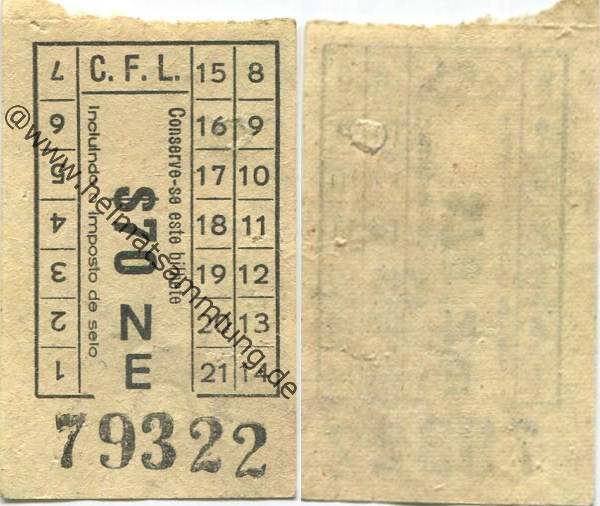 C. F. L.
7 15 8
6 16 9
5 17 10
4 18 11
3 19 12
2 20 13
1 21 14
Conserve-se este bilhete
$70 NE
Incluindo o imposto de selo
79322
@www.heimatsammlung.de